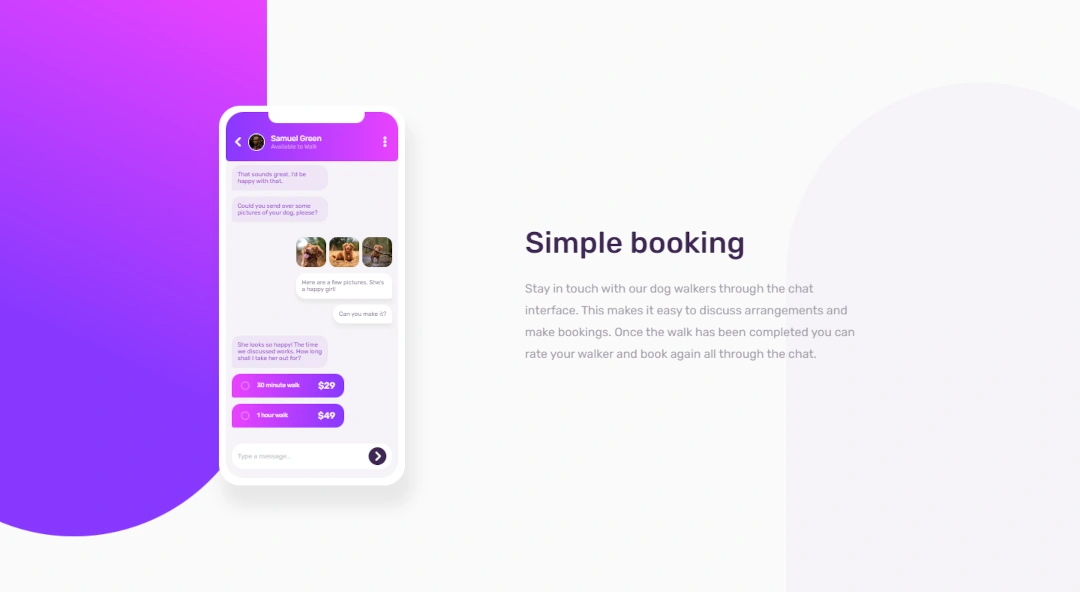 Samuel Green
Available to Walk
That sounds great. I'd be
happy with that.
Could you send over some
pictures of your dog, please?
Here are a few pictures. She's
a happy girl!
Can you make it?
She looks so happy! The time
we discussed works. How long
shall I take her out for?
30 minute walk $29
1 hour walk $49
Type a message…
Simple booking
Stay in touch with our dog walkers through the chat
interface. This makes it easy to discuss arrangements and
make bookings. Once the walk has been completed you can
rate your walker and book again all through the chat.